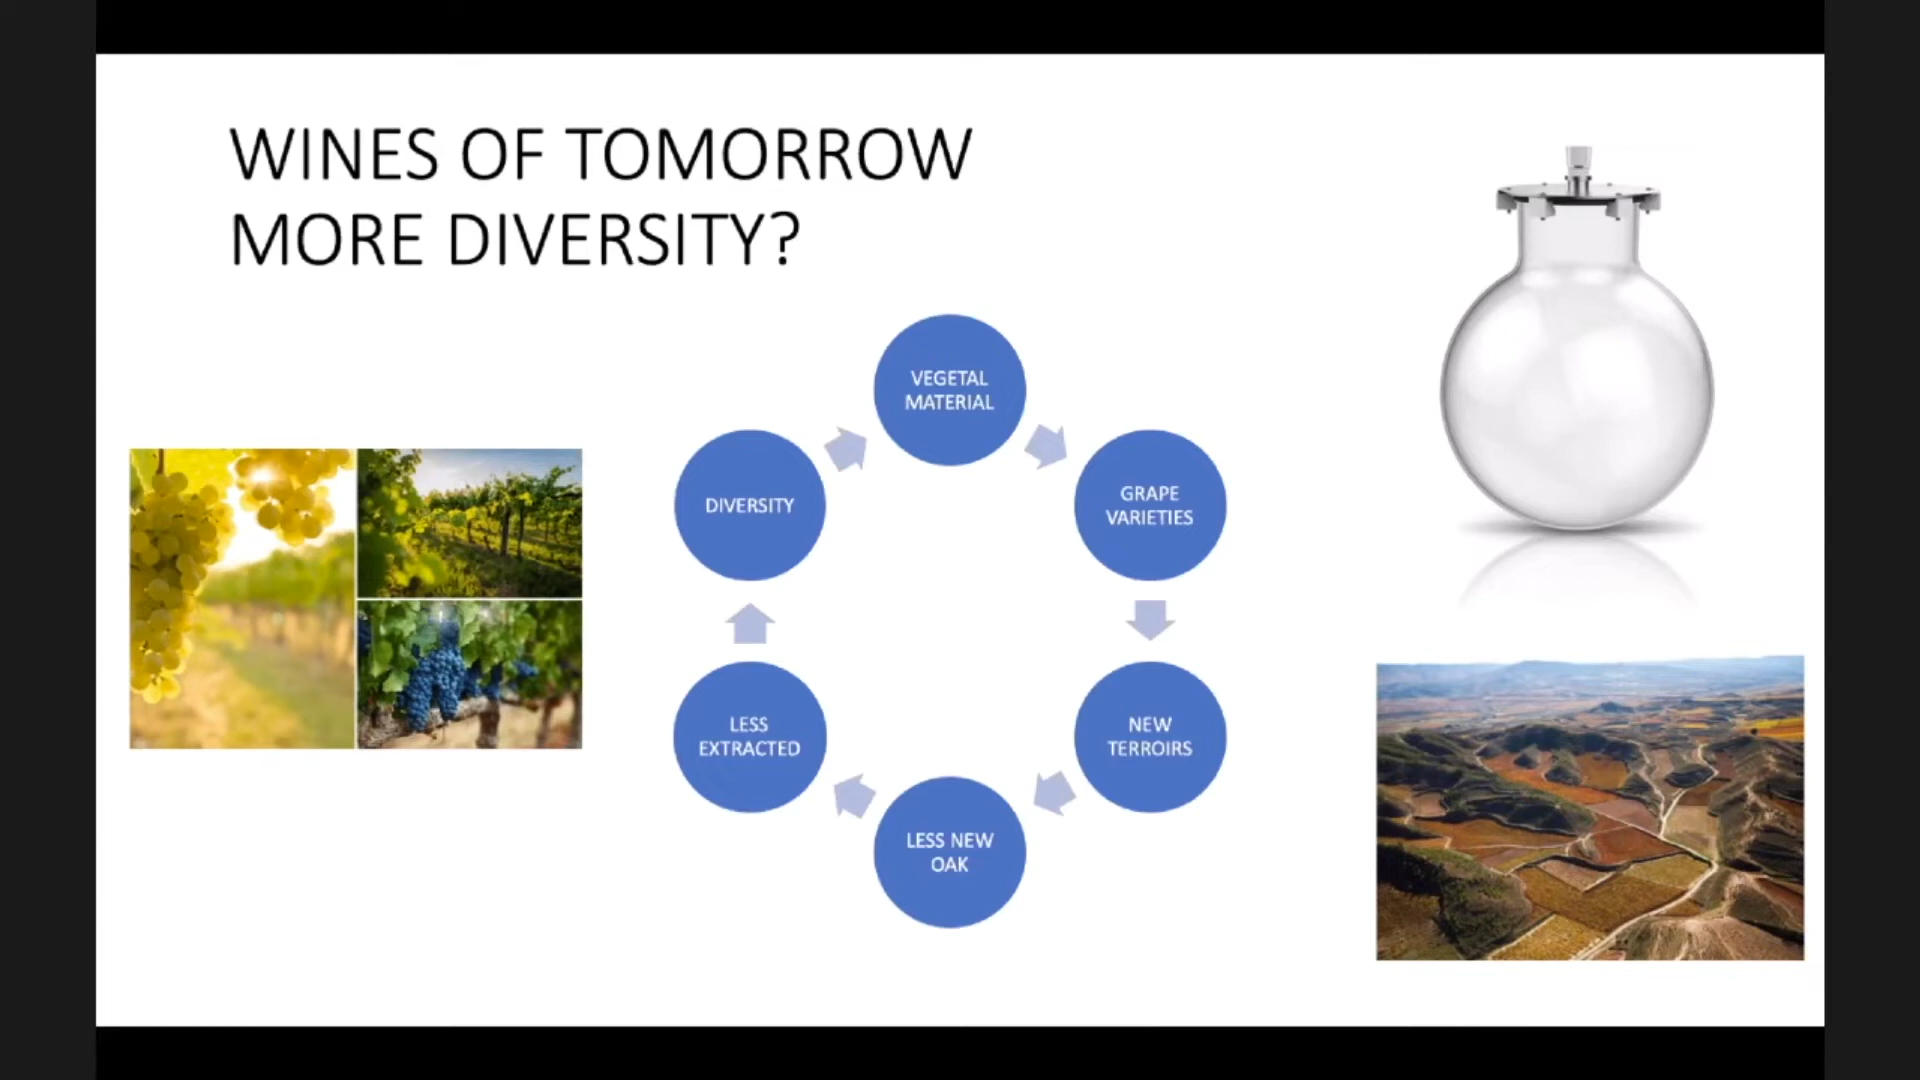 WINES OF TOMORROW
MORE DIVERSITY?
VEGETAL
MATERIAL
GRAPE
VARIETIES
NEW
TERROIRS
LESS NEW
OAK
LESS
EXTRACTED
DIVERSITY